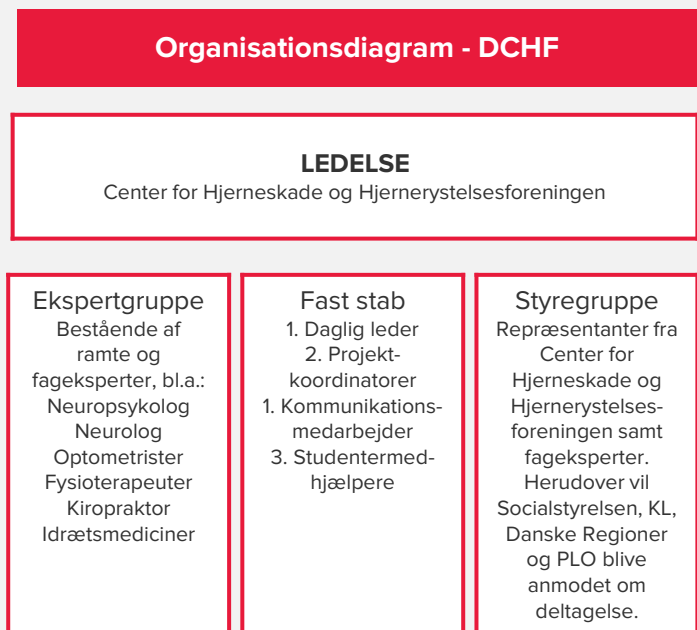 Organisationsdiagram - DCHF
LEDELSE
Center for Hjerneskade og Hjernerystelsesforeningen
Ekspertgruppe
Bestående af
ramte og
fageksperter, bl.a.:
Neuropsykolog
Neurolog
Optometrister
Fysioterapeuter
Kiropraktor
Idrætsmediciner
Fast stab
1. Daglig leder
2. Projekt-
koordinatorer
1. Kommunikations-
medarbejder
3. Studentermed-
hjælpere
Styregruppe
Repræsentanter fra
Center for
Hjerneskade og
Hjernerystelses-
foreningen samt
fageksperter.
Herudover vil
Socialstyrelsen, KL,
Danske Regioner
og PLO blive
anmodet om
deltagelse.